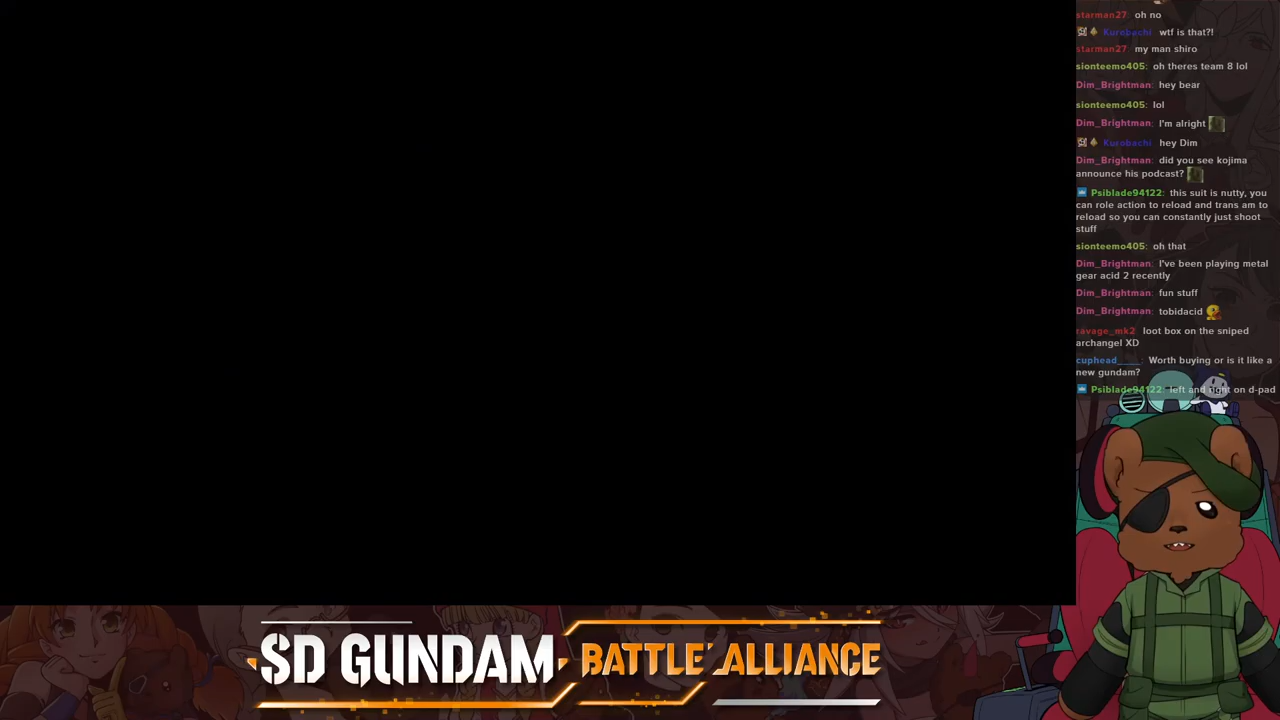 starman27: oh no
Kurobachi wtf is that?!
starman27: my man shiro
sionteemo405: oh theres team 8 lol
Dim_Brightman: hey bear
sionteemo405: lol
Dim_Brightman: I'm alright
Kurobachi hey Dim
Dim_Brightman: did you see kojima
announce his podcast?
Psiblade94122: this suit is nutty, you
can role action to reload and trans am to
reload so you can constantly just shoot
stuff
sionteemo405: oh that
Dim_Brightman: I've been playing metal
gear acid 2 recently
Dim_Brightman: fun stuff
Dim_Brightman: tobidacid
ravage_mk2 loot box on the sniped
archangel XD
cuphead____: Worth buying or is it like a
new gundam?
Psiblade94122: left and right on d-pad
SD GUNDAM BATTLE ALLIANCE